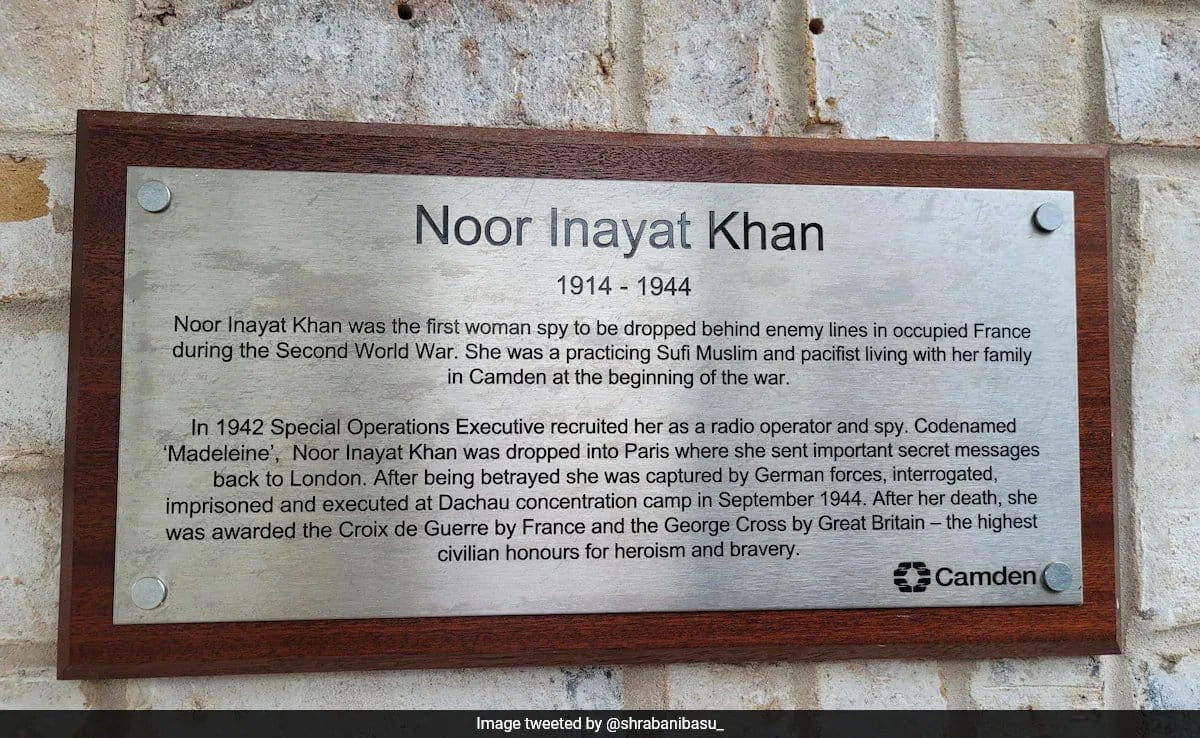 Noor Inayat Khan
1914 - 1944
Noor Inayat Khan was the first woman spy to be dropped behind enemy lines in occupied France
during the Second World War. She was a practicing Sufi Muslim and pacifist living with her family
in Camden at the beginning of the war.
In 1942 Special Operations Executive recruited her as a radio operator and spy. Codenamed
‘Madeleine’, Noor Inayat Khan was dropped into Paris where she sent important secret messages
back to London. After being betrayed she was captured by German forces, interrogated,
imprisoned and executed at Dachau concentration camp in September 1944. After her death, she
was awarded the Croix de Guerre by France and the George Cross by Great Britain – the highest
civilian honours for heroism and bravery.
Camden
Image tweeted by @shrabanibasu_